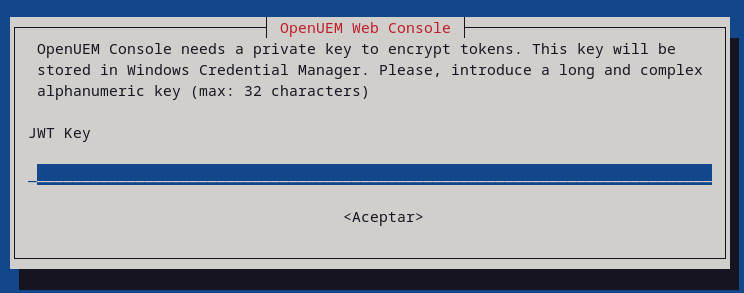 OpenUEM Web Console
OpenUEM Console needs a private key to encrypt tokens. This key will be
stored in Windows Credential Manager. Please, introduce a long and complex
alphanumeric key (max: 32 characters)
JWT Key
<Aceptar>